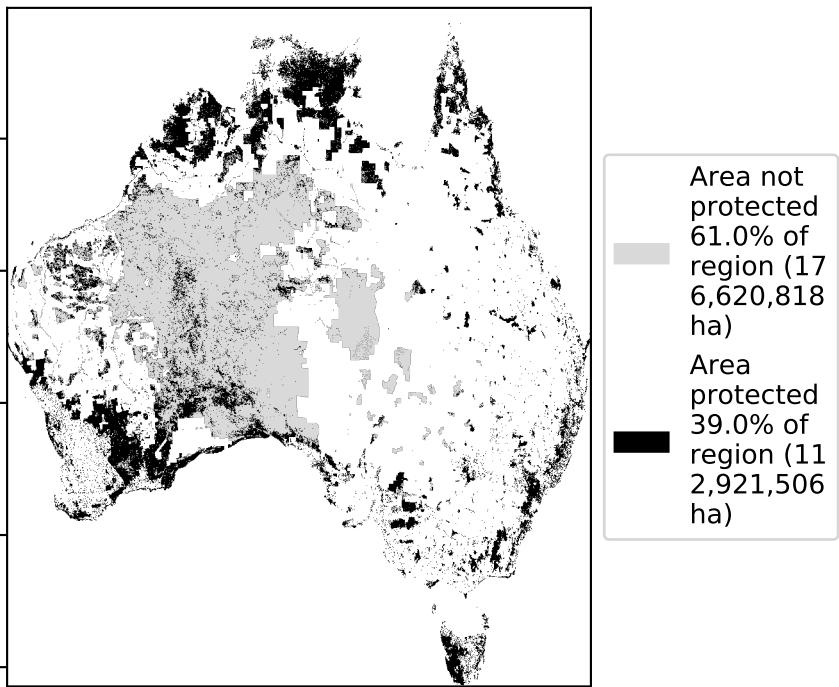 Area not
protected
61.0% of
region (17
6,620,818
ha)
Area
protected
39.0% of
region (11
2,921,506
ha)